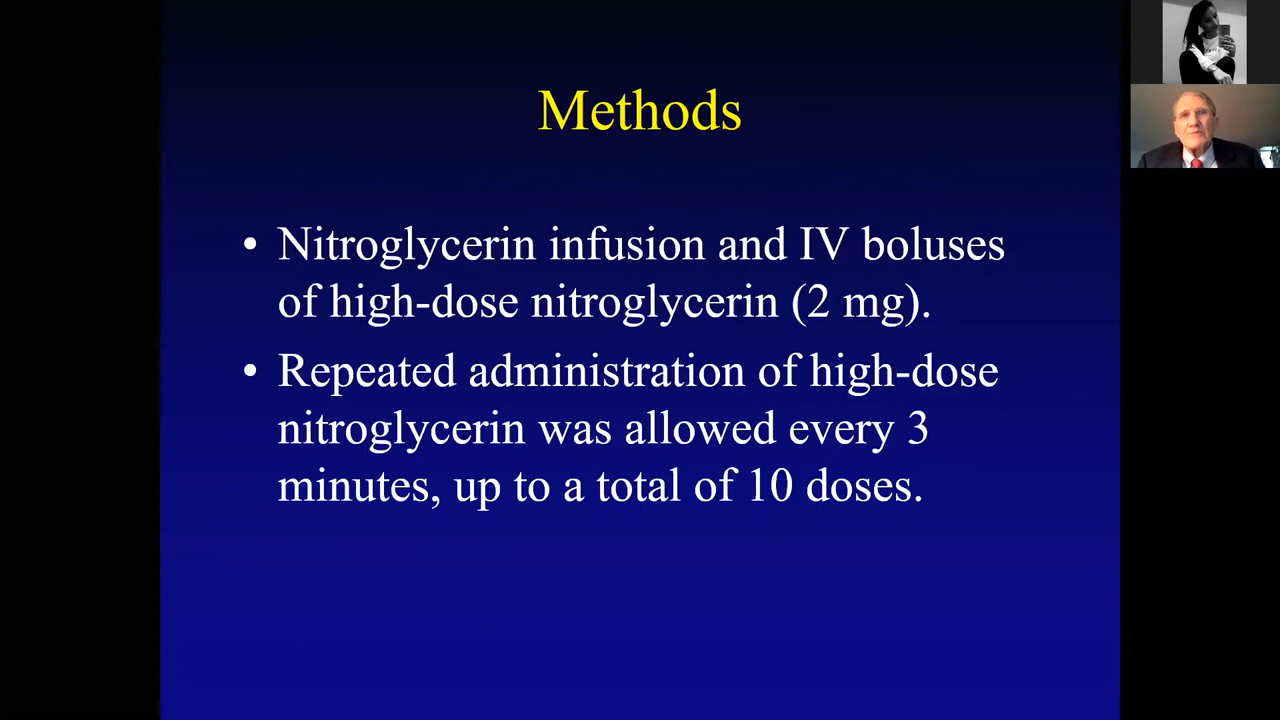 Methods
• Nitroglycerin infusion and IV boluses
of high-dose nitroglycerin (2 mg).
• Repeated administration of high-dose
nitroglycerin was allowed every 3
minutes, up to a total of 10 doses.